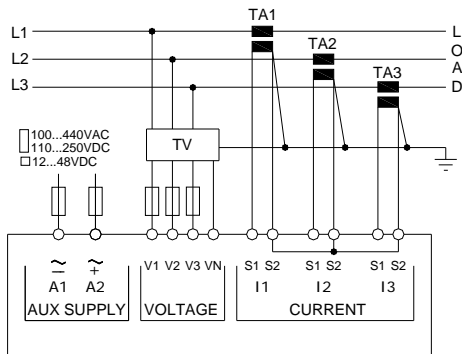 TA1
L1 L
TA2
L2 O
A
TA3
L3 D
100...440VAC
110...250VDC
12...48VDC
TV
V1 V2 V3 VN S1 S2 S1 S2 S1 S2
A1 A2 I1 I2 I3
AUX SUPPLY VOLTAGE CURRENT